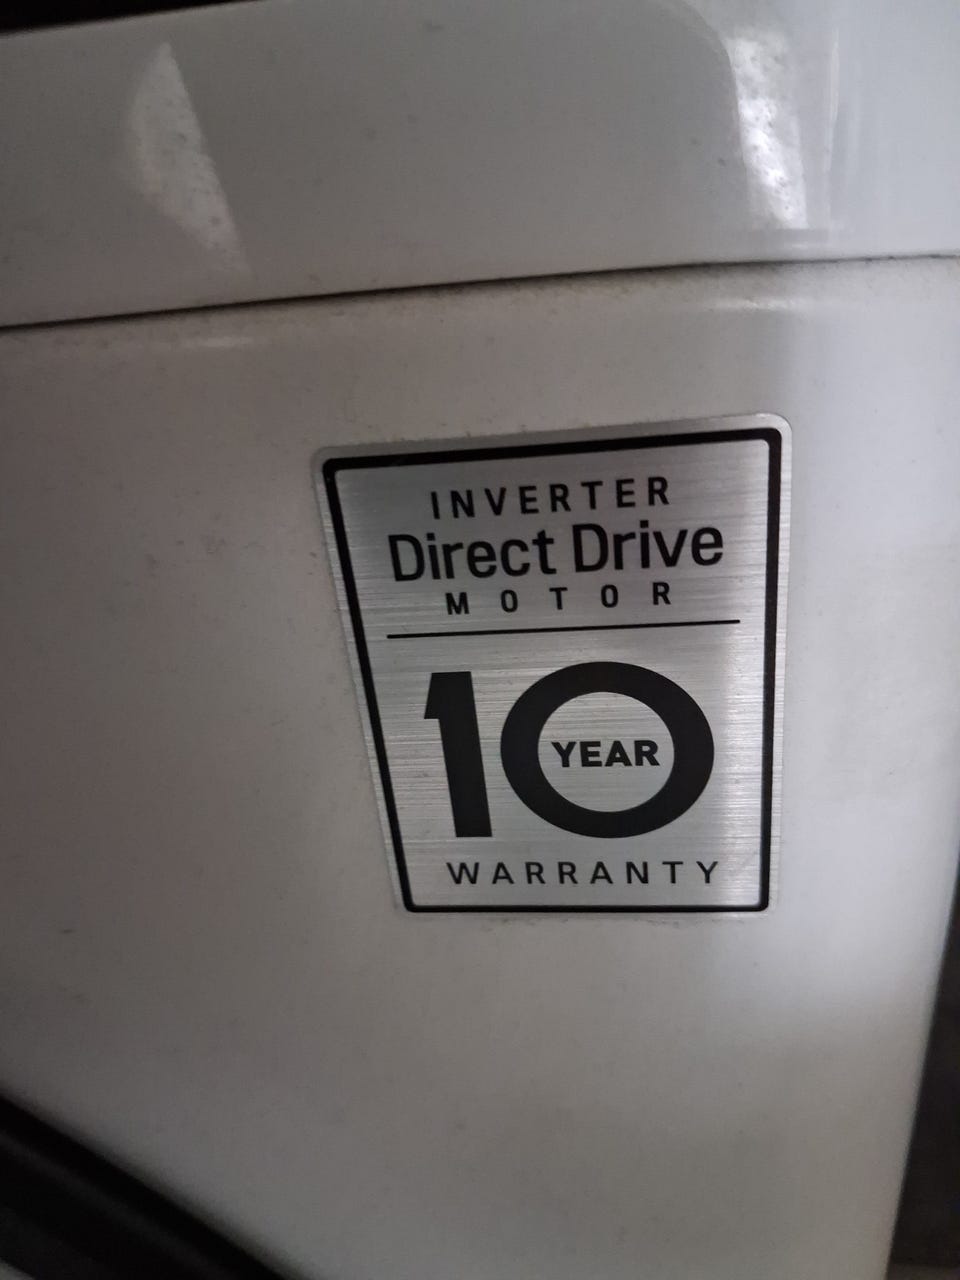 INVERTER
Direct Drive
MOTOR
10
YEAR
WARRANTY